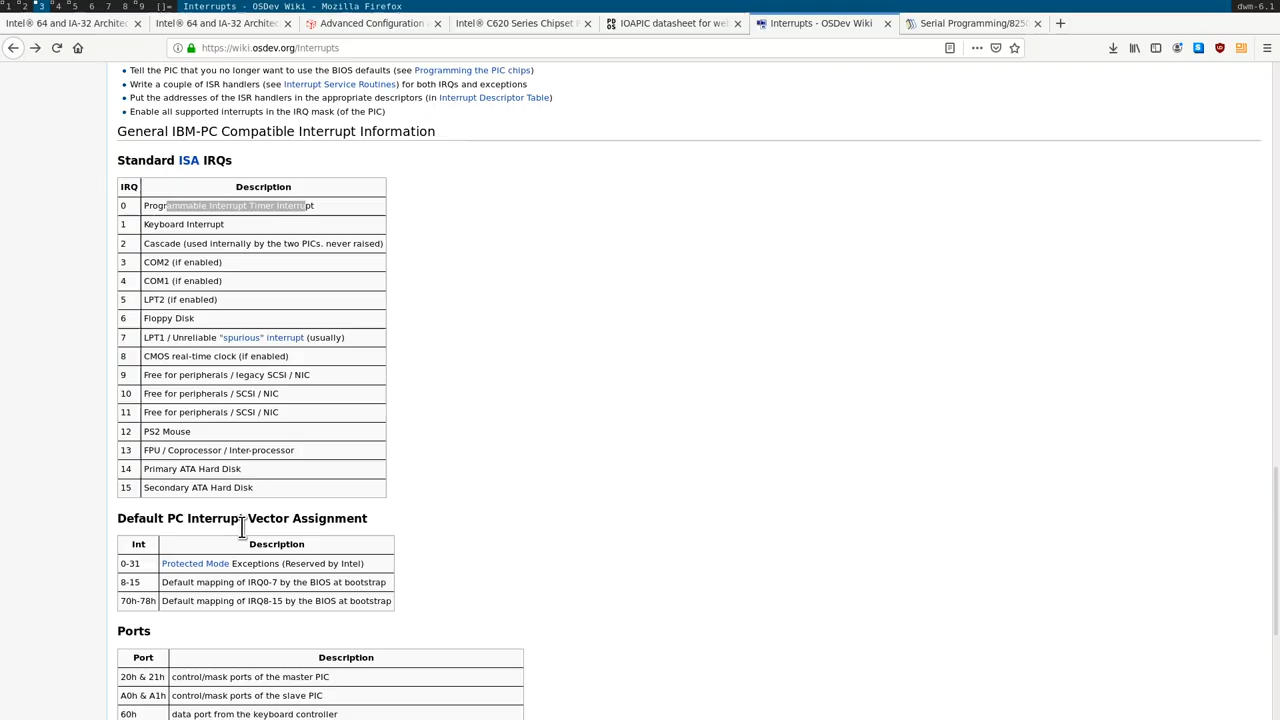 1 2 3 4 5 6 7 8 9 []= Interrupts - OSDev Wiki - Mozilla Firefox dwm-6.1
Intel® 64 and IA-32 Architec × Intel® 64 and IA-32 Architec × Advanced Configuration a × Intel® C620 Series Chipset F × IOAPIC datasheet for wel × Interrupts - OSDev Wiki × Serial Programming/825 ×
https://wiki.osdev.org/Interrupts
Tell the PIC that you no longer want to use the BIOS defaults (see Programming the PIC chips)
Write a couple of ISR handlers (see Interrupt Service Routines) for both IRQs and exceptions
Put the addresses of the ISR handlers in the appropriate descriptors (in Interrupt Descriptor Table)
Enable all supported interrupts in the IRQ mask (of the PIC)
General IBM-PC Compatible Interrupt Information
Standard ISA IRQs
IRQ Description
0 Programmable Interrupt Timer Interrupt
1 Keyboard Interrupt
2 Cascade (used internally by the two PICs. never raised)
3 COM2 (if enabled)
4 COM1 (if enabled)
5 LPT2 (if enabled)
6 Floppy Disk
7 LPT1 / Unreliable "spurious" interrupt (usually)
8 CMOS real-time clock (if enabled)
9 Free for peripherals / legacy SCSI / NIC
10 Free for peripherals / SCSI / NIC
11 Free for peripherals / SCSI / NIC
12 PS2 Mouse
13 FPU / Coprocessor / Inter-processor
14 Primary ATA Hard Disk
15 Secondary ATA Hard Disk
Default PC Interrupt Vector Assignment
Int Description
0-31 Protected Mode Exceptions (Reserved by Intel)
8-15 Default mapping of IRQ0-7 by the BIOS at bootstrap
70h-78h Default mapping of IRQ8-15 by the BIOS at bootstrap
Ports
Port Description
20h & 21h control/mask ports of the master PIC
A0h & A1h control/mask ports of the slave PIC
60h data port from the keyboard controller